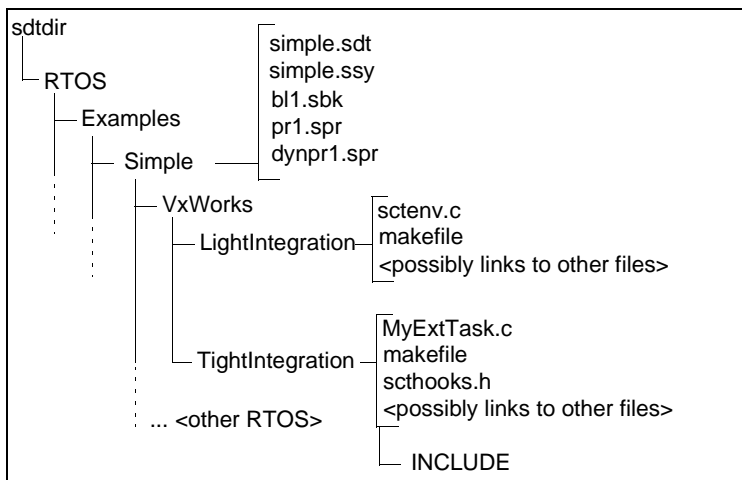 sdtdir
RTOS
Examples
Simple
simple.sdt
simple.ssy
bl1.sbk
pr1.spr
dynpr1.spr
VxWorks
LightIntegration
sctenv.c
makefile
<possibly links to other files>
TightIntegration
MyExtTask.c
makefile
scthooks.h
<possibly links to other files>
... <other RTOS>
INCLUDE